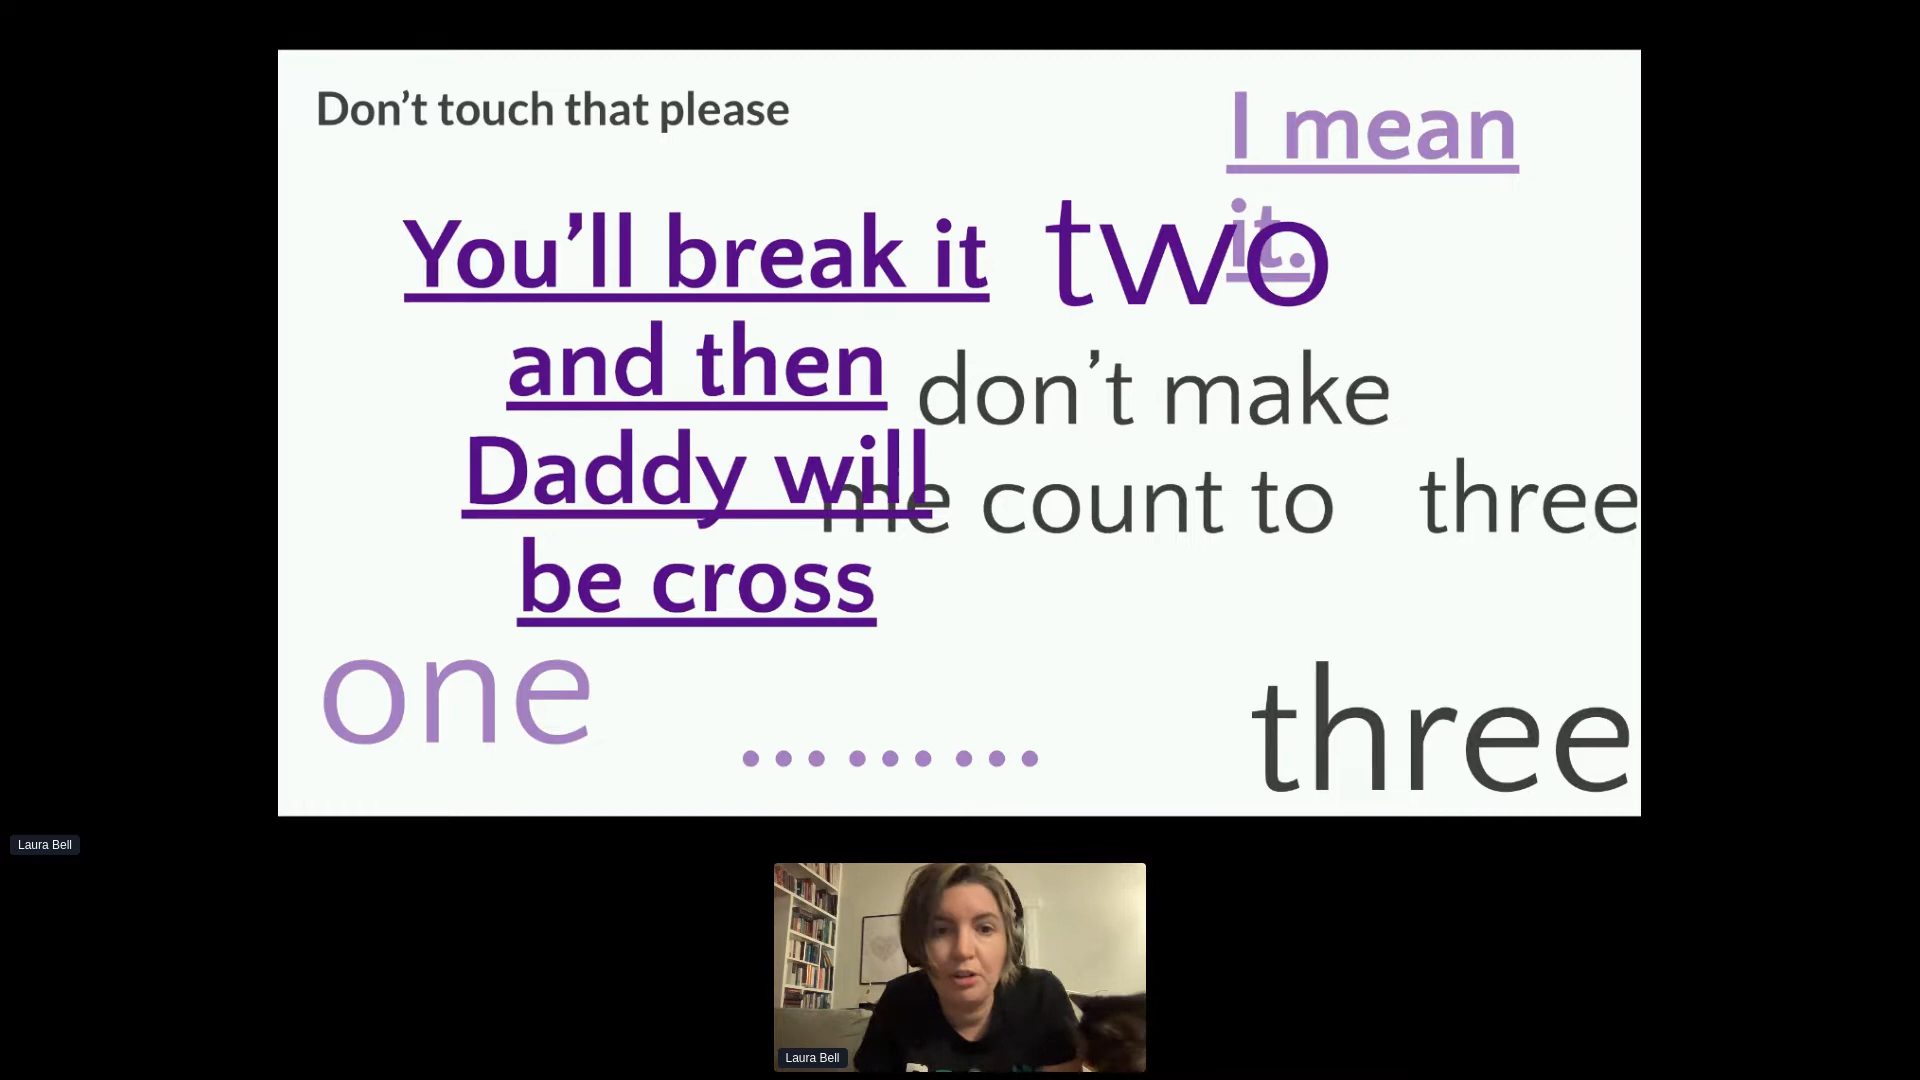 Don’t touch that please
I mean
it.
You’ll break it
and then
Daddy will
be cross
two
don’t make
me count to three
one
... ... ...
three
Laura Bell
Laura Bell